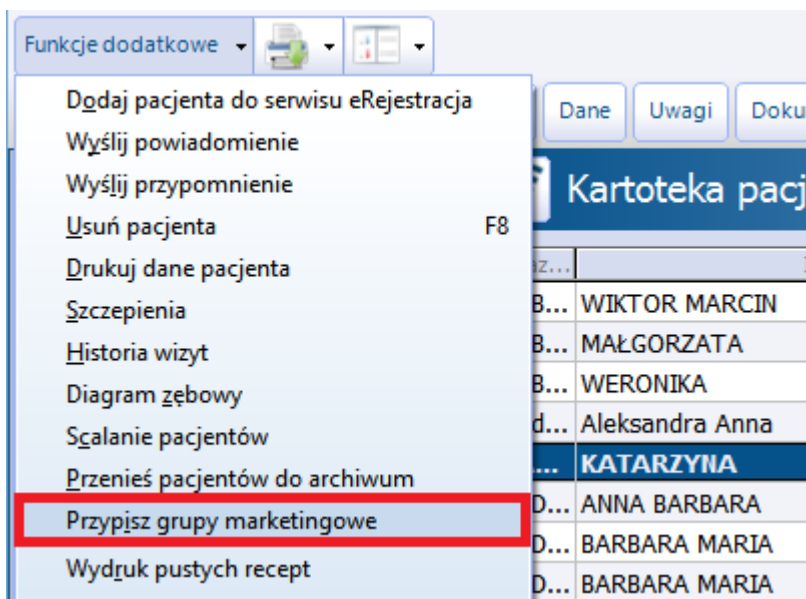 Funkcje dodatkowe
Dodaj pacjenta do serwisu eRejestracja
Wyślij powiadomienie
Wyślij przypomnienie
Usuń pacjenta F8
Drukuj dane pacjenta
Szczepienia
Historia wizyt
Diagram zębowy
Scalanie pacjentów
Przenieś pacjentów do archiwum
Przypisz grupy marketingowe
Wydruk pustych recept
Dane Uwagi Doku
Kartoteka pacj
az...
B... WIKTOR MARCIN
B... MAŁGORZATA
B... WERONIKA
d... Aleksandra Anna
... KATARZYNA
D... ANNA BARBARA
D... BARBARA MARIA
D... BARBARA MARIA